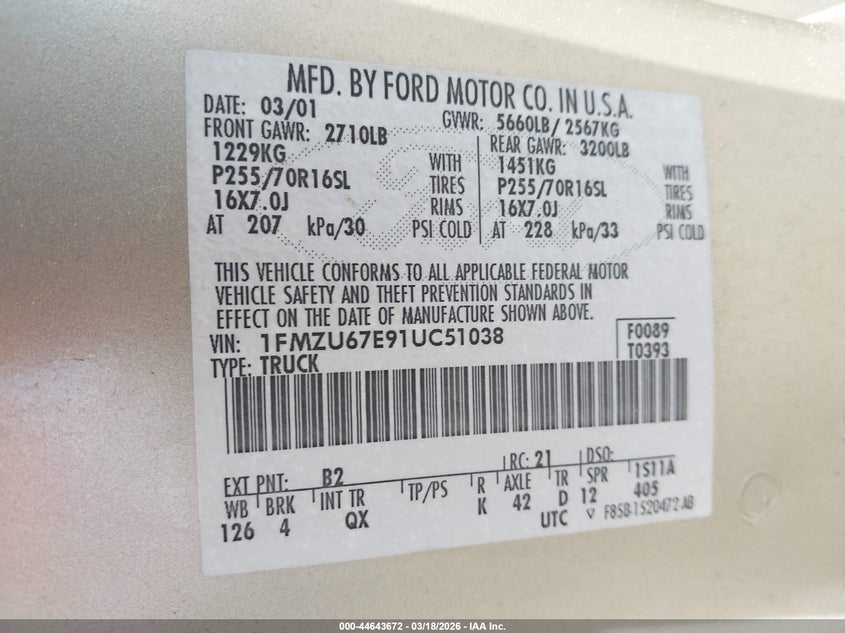 MFD. BY FORD MOTOR CO. IN U.S.A.
DATE: 03/01 GVWR: 5660LB/ 2567KG
FRONT GAWR: 2710LB REAR GAWR: 3200LB
1229KG WITH 1451KG WITH
P255/70R16SL TIRES P255/70R16SL TIRES
16X7.0J RIMS 16X7.0J RIMS
AT 207 kPa/30 PSI COLD AT 228 kPa/33 PSI COLD
THIS VEHICLE CONFORMS TO ALL APPLICABLE FEDERAL MOTOR
VEHICLE SAFETY AND THEFT PREVENTION STANDARDS IN
EFFECT ON THE DATE OF MANUFACTURE SHOWN ABOVE.
VIN: 1FMZU67E91UC51038 F0089
TYPE: TRUCK T0393
EXT PNT: B2 RC: 21 DSO:
WB BRK INT TR TP/PS R AXLE TR SPR 1S11A
126 4 QX K 42 D 12 405
UTC ▽ F85B-1520472-AB
000-44643672 — 03/18/2026 — IAA Inc.